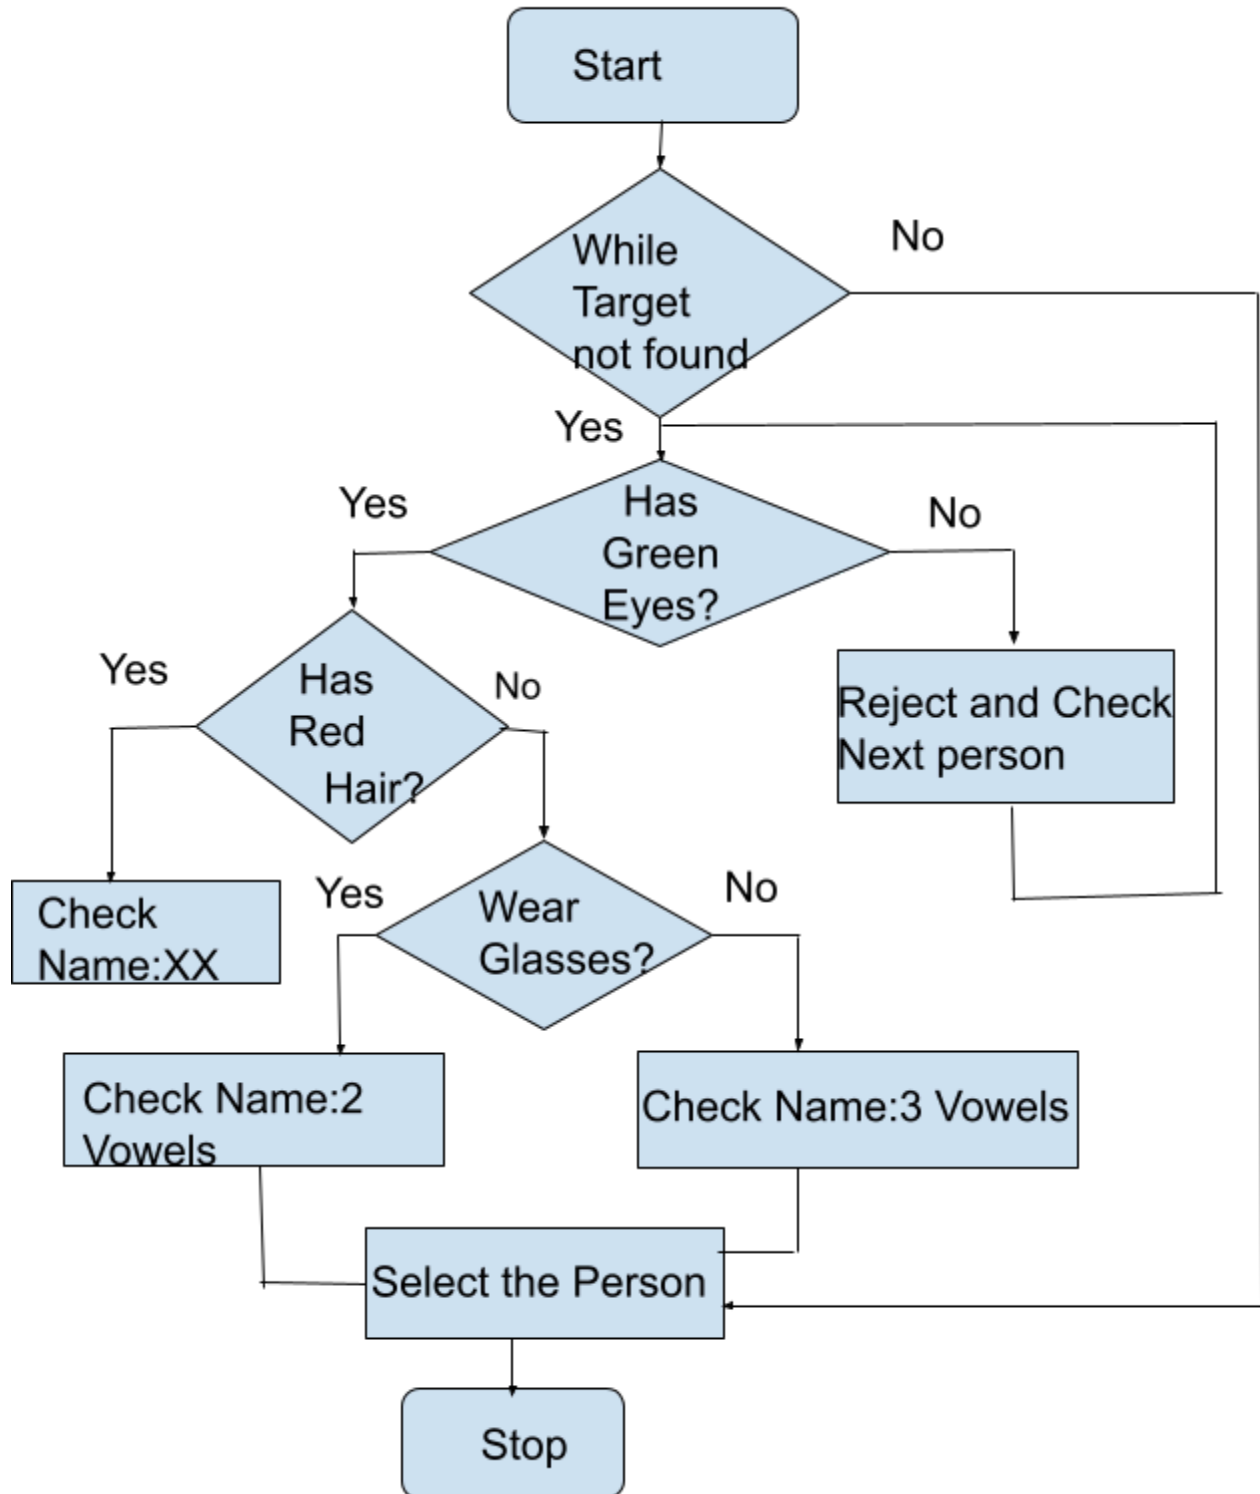 Start
While
Target
not found
No
Yes
Has
Green
Eyes?
Yes
No
Has
Red
Hair?
Yes
No
Reject and Check
Next person
Check
Name:XX
Wear
Glasses?
Yes
No
Check Name:2
Vowels
Check Name:3 Vowels
Select the Person
Stop